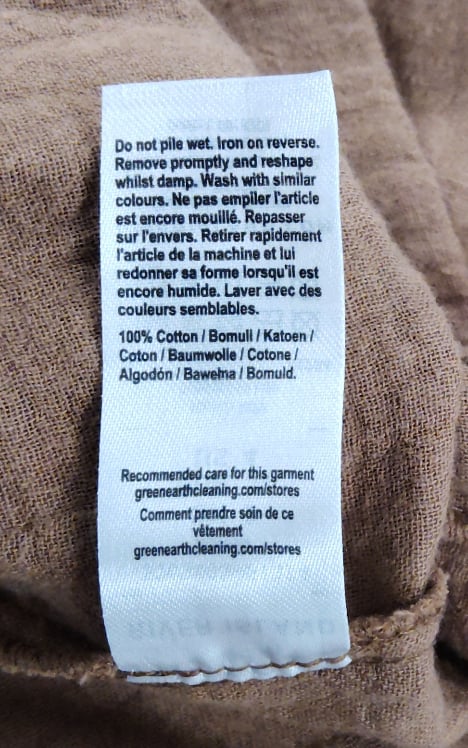 Do not pile wet. Iron on reverse.
Remove promptly and reshape
whilst damp. Wash with similar
colours. Ne pas empiler l'article
est encore mouillé. Repasser
sur l'envers. Retirer rapidement
l'article de la machine et lui
redonner sa forme lorsqu'il est
encore humide. Laver avec des
couleurs semblables.
100% Cotton / Bomull / Katoen /
Coton / Baumwolle / Cotone /
Algodón / Bawełna / Bomuld.
Recommended care for this garment
greenearthcleaning.com/stores
Comment prendre soin de ce
vêtement
greenearthcleaning.com/stores
RIVER ISLAND